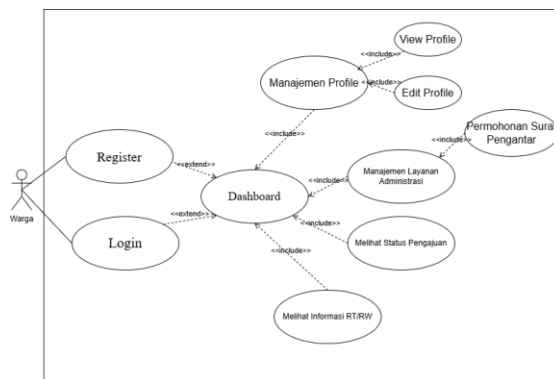 View Profile
<<include>>
Manajemen Profile
<<include>>
Edit Profile
<<include>>
Permohonan Surat
Pengantar
<<include>>
Register
<<extend>>
Manajemen Layanan
Administrasi
<<include>>
Dashboard
Warga
Login
<<extend>>
<<include>>
Melihat Status Pengajuan
<<include>>
Melihat Informasi RT/RW